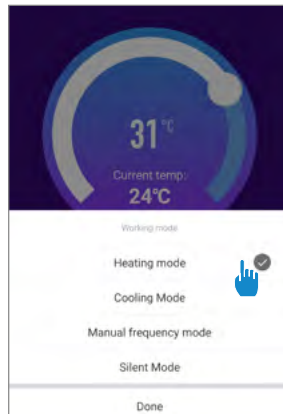 31℃
Current temp:
24℃
Working mode
Heating mode
Cooling Mode
Manual frequency mode
Silent Mode
Done